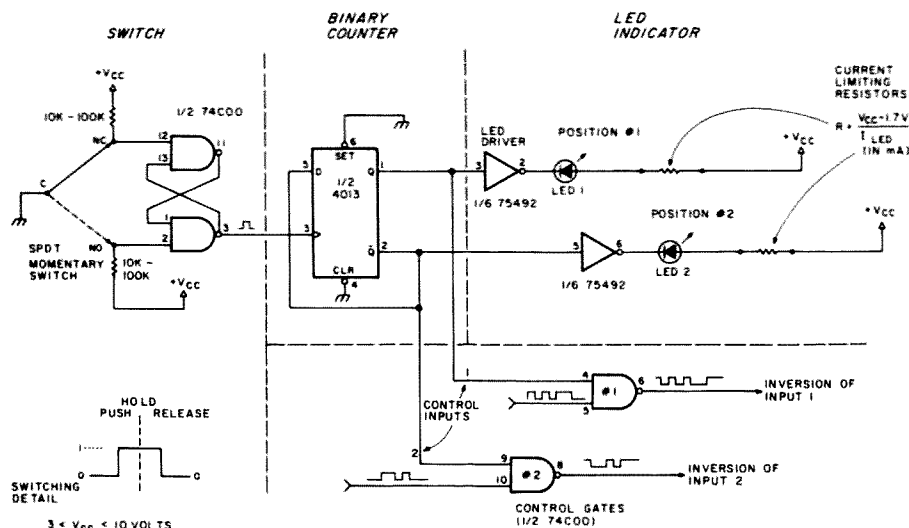 SWITCH
BINARY
COUNTER
LED
INDICATOR
+VCC
10K - 100K
NC
1/2 74C00
12
13
11
C
1
2
3
NO
SPDT
MOMENTARY
SWITCH
10K -
100K
+VCC
6
SET
5
D
Q
1
1/2
4013
3
Q̅
2
CLR
4
LED
DRIVER
3
2
1/6 75492
POSITION #1
LED 1
CURRENT
LIMITING
RESISTORS
+VCC
R = VCC-1.7V
I LED
(IN mA)
POSITION #2
+VCC
5
6
1/6 75492
LED 2
4
5
#1
6
INVERSION OF
INPUT 1
CONTROL
INPUTS
2
9
10
#2
8
INVERSION OF
INPUT 2
CONTROL GATES
(1/2 74C00)
HOLD
PUSH
RELEASE
1
0
0
SWITCHING
DETAIL
3 < VCC < 10 VOLTS